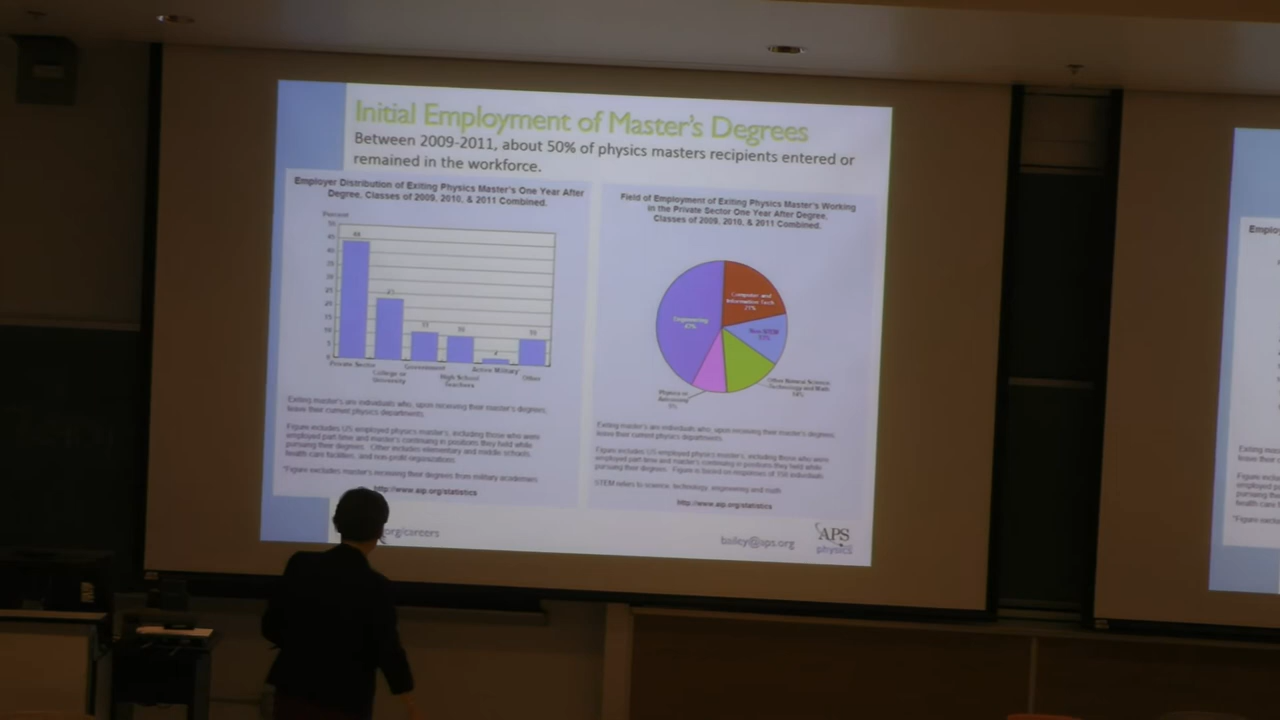 Initial Employment of Master's Degrees
Between 2009-2011, about 50% of physics masters recipients entered or
remained in the workforce.
Employer Distribution of Exiting Physics Master's One Year After
Degree, Classes of 2009, 2010, & 2011 Combined.
Percent
Private Sector
College or
University
Government
High School
Teachers
Active Military*
Other
Exiting master's are individuals who, upon receiving their master's degrees,
leave their current physics departments.
Figure includes US employed physics master's, including those who were
employed part time and master's continuing in positions they held while
pursuing their degrees. Other includes elementary and middle schools,
health care facilities, and non-profit organizations.
*Figure excludes master's receiving their degrees from military academies
http://www.aip.org/statistics
Field of Employment of Exiting Physics Master's Working
in the Private Sector One Year After Degree,
Classes of 2009, 2010, & 2011 Combined.
Computer and
Information Tech
Engineering
Non-STEM
Other Natural Science
Technology and Math
Physics or
Astronomy
Exiting master's are individuals who, upon receiving their master's degrees,
leave their current physics departments.
Figure includes US employed physics master's, including those who were
employed part time and master's continuing in positions they held while
pursuing their degrees. Figure is based on responses of individuals
STEM refers to science, technology, engineering and math
http://www.aip.org/statistics
org/careers
bailey@aps.org
APS
physics
Emplo